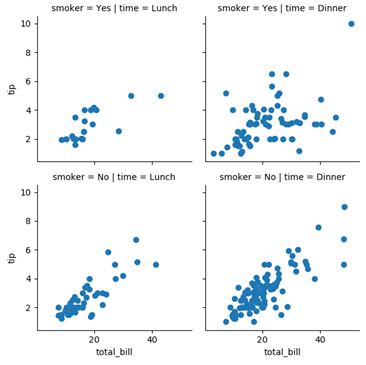 smoker = Yes | time = Lunch
smoker = Yes | time = Dinner
10
8
6
4
2
tip
smoker = No | time = Lunch
smoker = No | time = Dinner
10
8
6
4
2
tip
20 40
20 40
total_bill
total_bill